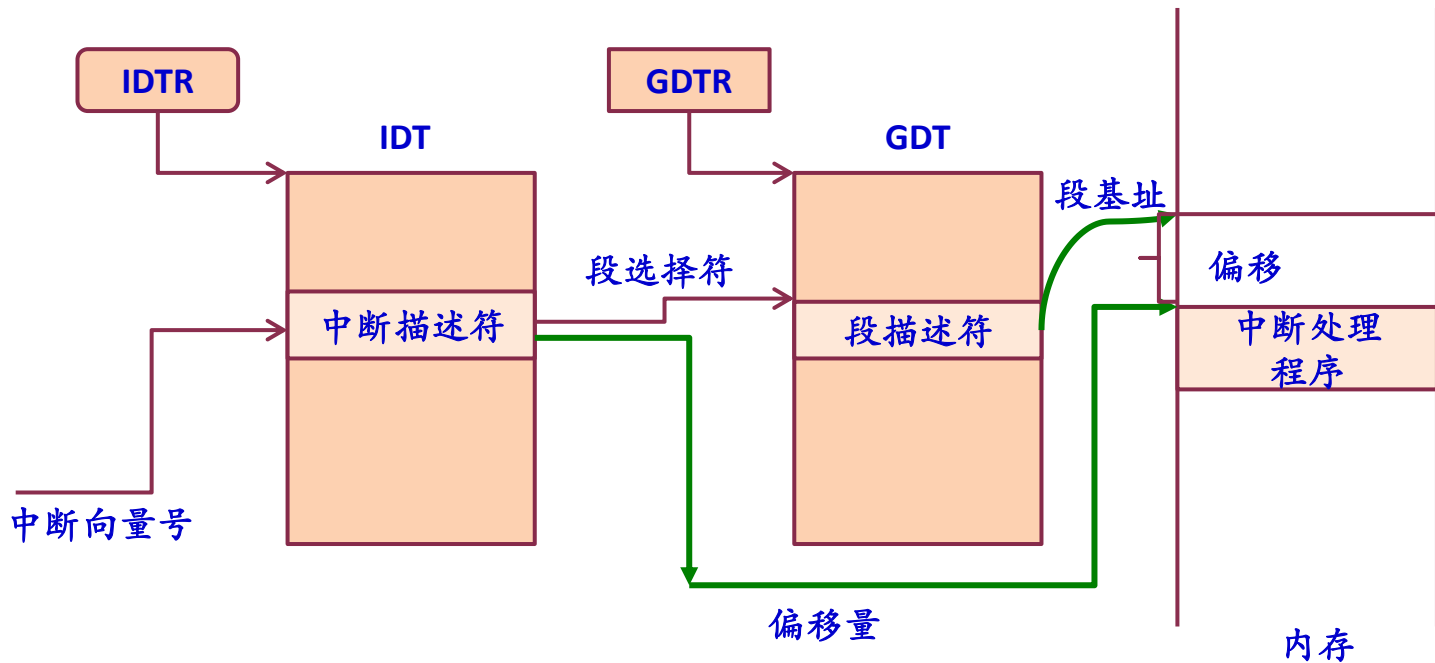 IDTR
GDTR
IDT
GDT
段基址
段选择符
偏移
中断描述符
段描述符
中断处理
程序
中断向量号
偏移量
内存